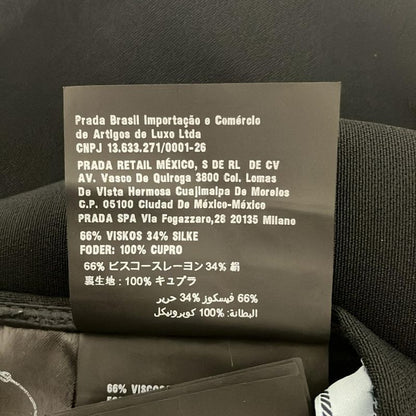 Prada Brasil Importação e Comércio
de Artigos de Luxo Ltda
CNPJ 13.633.271/0001-26
PRADA RETAIL MÉXICO, S DE RL DE CV
AV. Vasco De Quiroga 3800 Col. Lomas
De Vista Hermosa Cuajimalpa De Morelos
C.P. 05100 Ciudad De México-México
PRADA SPA Via Fogazzaro,28 20135 Milano
66% VISKOS 34% SILKE
FODER: 100% CUPRO
66% ビスコースレーヨン 34% 絹
裏生地 : 100% キュプラ
66% فيسكوز 34% حرير
البطانة: 100% كوبرونيكل
66% VISCOS